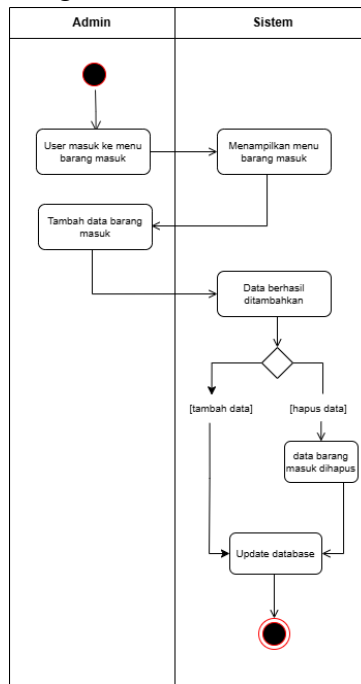 Admin
Sistem
User masuk ke menu
barang masuk
Menampilkan menu
barang masuk
Tambah data barang
masuk
Data berhasil
ditambahkan
[tambah data]
[hapus data]
data barang
masuk dihapus
Update database